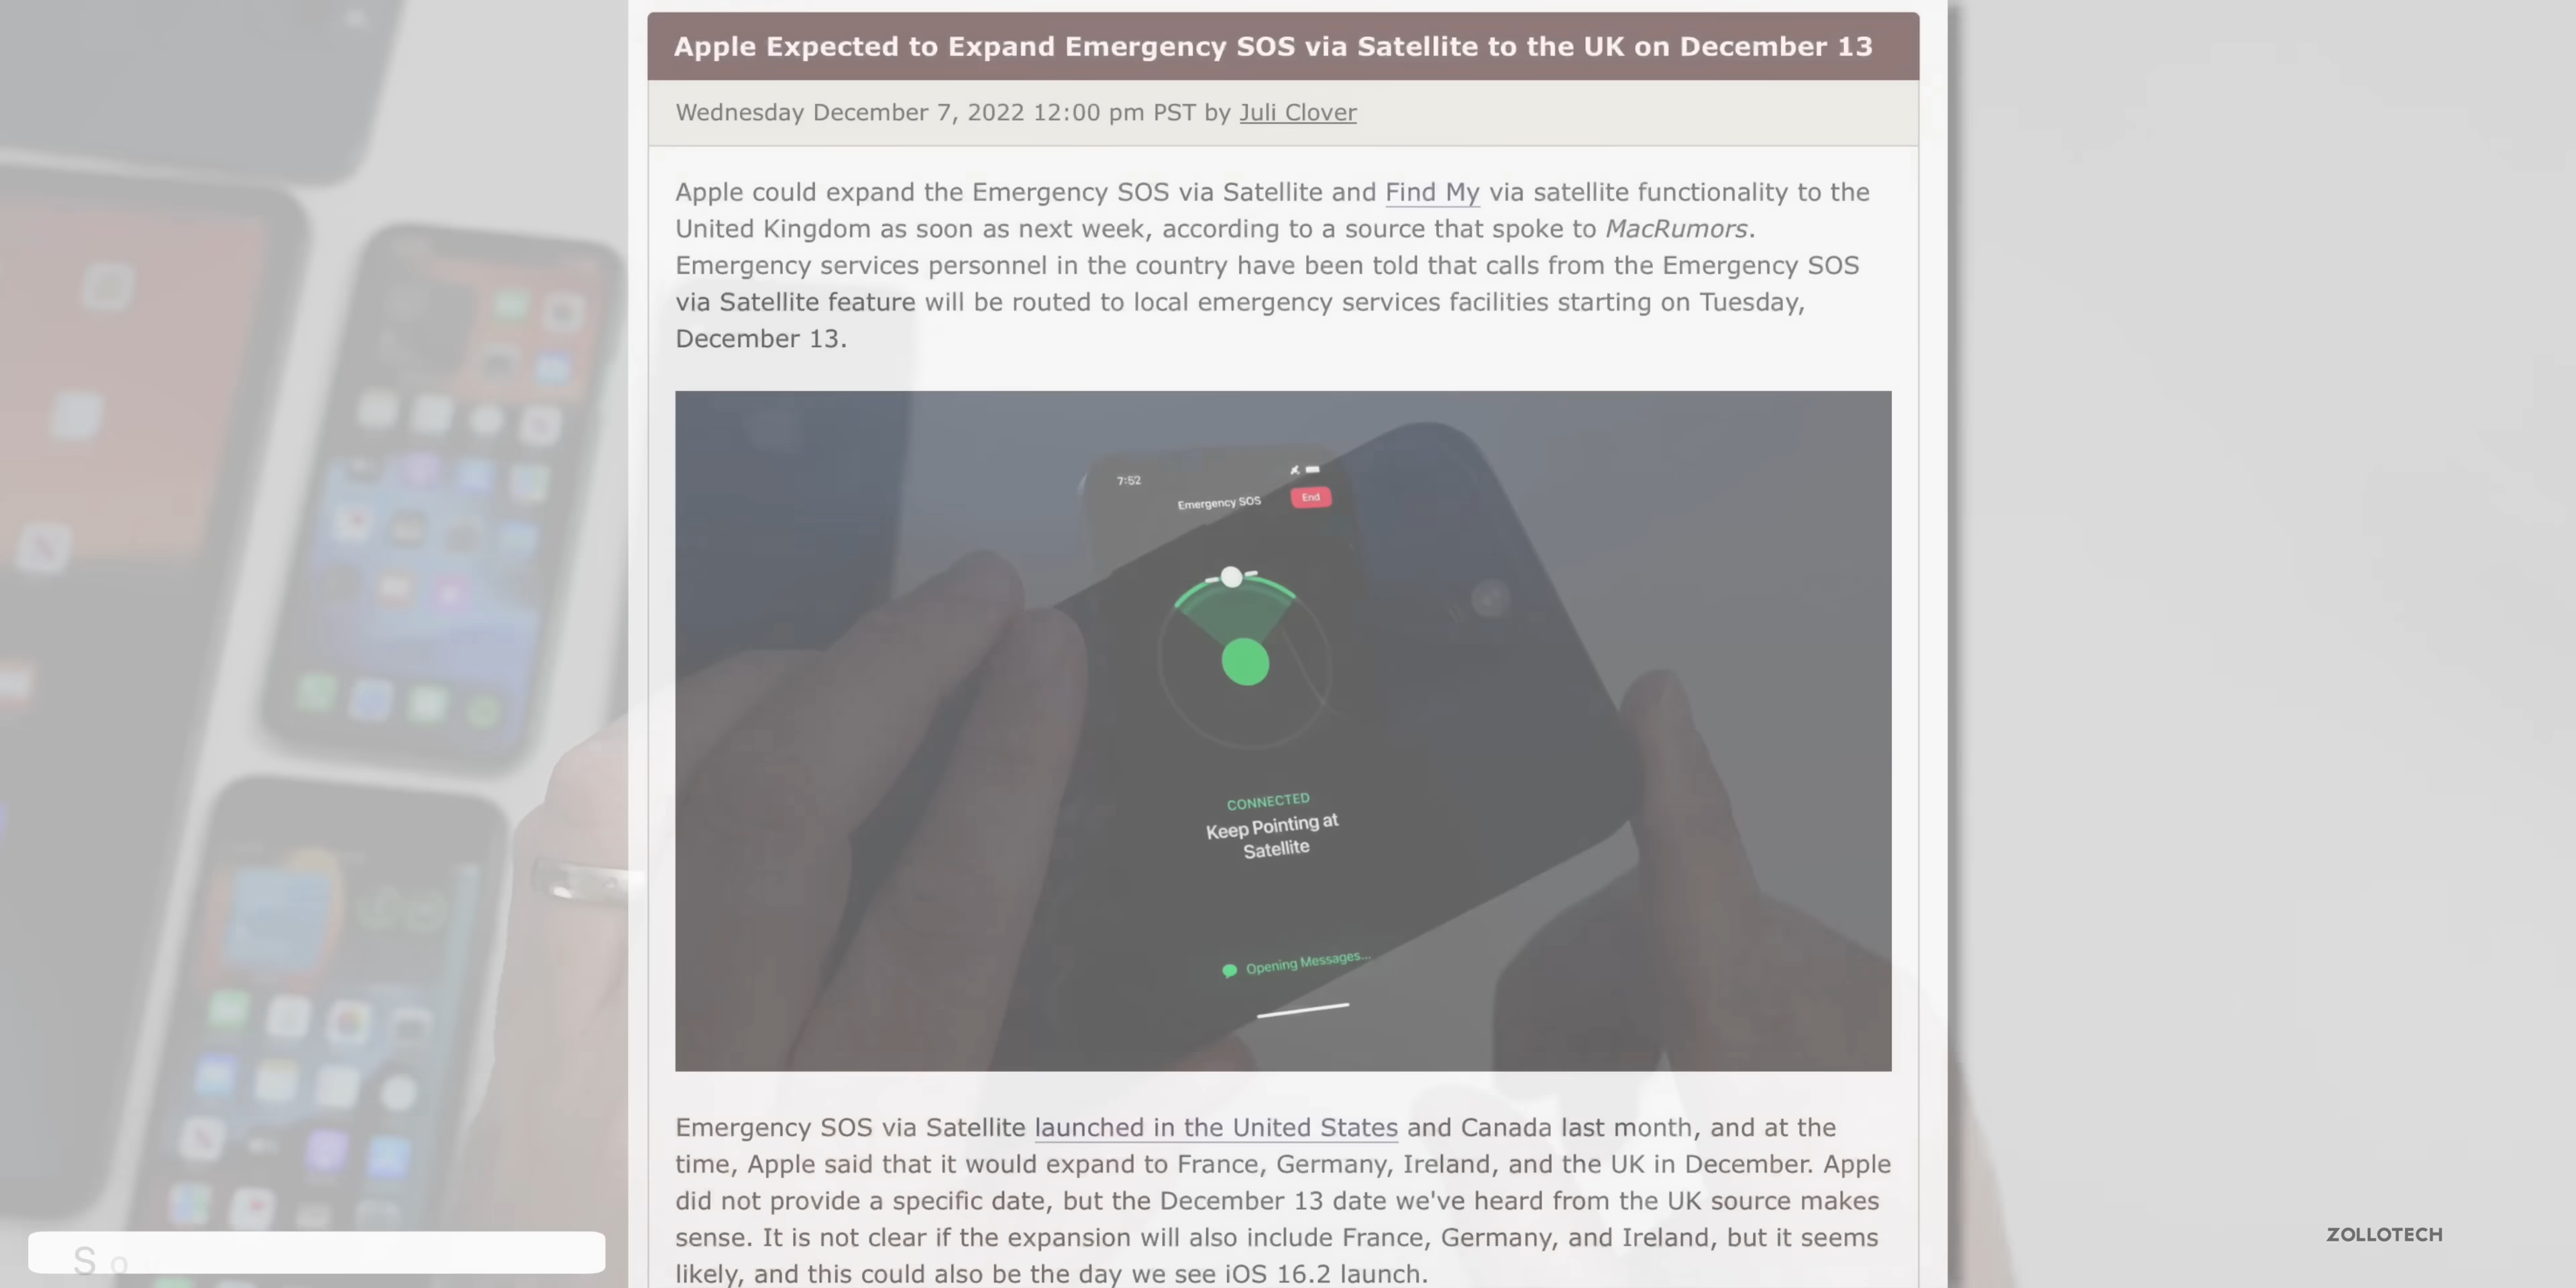 Apple Expected to Expand Emergency SOS via Satellite to the UK on December 13
Wednesday December 7, 2022 12:00 pm PST by Juli Clover
Apple could expand the Emergency SOS via Satellite and Find My via satellite functionality to the
United Kingdom as soon as next week, according to a source that spoke to MacRumors.
Emergency services personnel in the country have been told that calls from the Emergency SOS
via Satellite feature will be routed to local emergency services facilities starting on Tuesday,
December 13.
7:52
Emergency SOS
End
CONNECTED
Keep Pointing at
Satellite
Opening Messages...
Emergency SOS via Satellite launched in the United States and Canada last month, and at the
time, Apple said that it would expand to France, Germany, Ireland, and the UK in December. Apple
did not provide a specific date, but the December 13 date we've heard from the UK source makes
sense. It is not clear if the expansion will also include France, Germany, and Ireland, but it seems
likely, and this could also be the day we see iOS 16.2 launch.
So
ZOLLOTECH